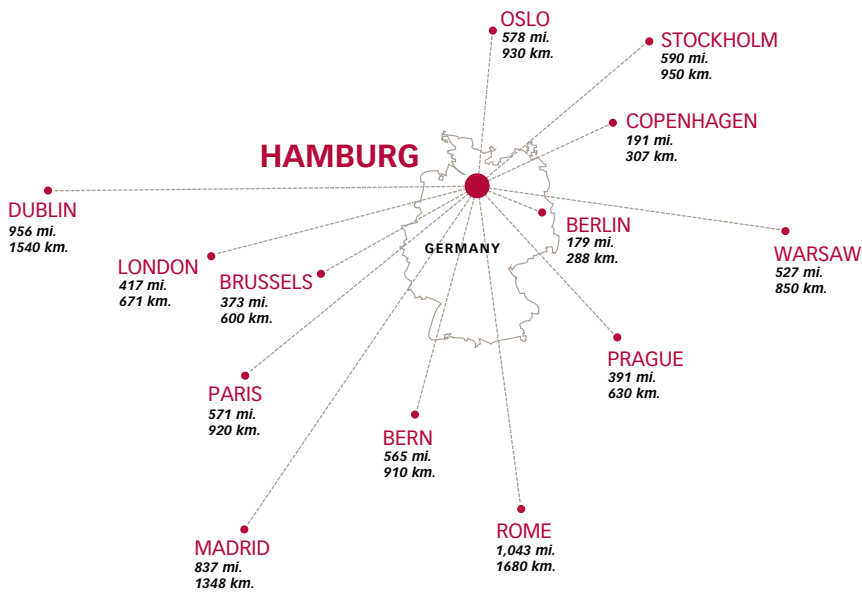 OSLO
578 mi.
930 km.
STOCKHOLM
590 mi.
950 km.
COPENHAGEN
191 mi.
307 km.
HAMBURG
DUBLIN
956 mi.
1540 km.
BERLIN
179 mi.
288 km.
GERMANY
WARSAW
527 mi.
850 km.
LONDON
417 mi.
671 km.
BRUSSELS
373 mi.
600 km.
PRAGUE
391 mi.
630 km.
PARIS
571 mi.
920 km.
BERN
565 mi.
910 km.
MADRID
837 mi.
1348 km.
ROME
1,043 mi.
1680 km.